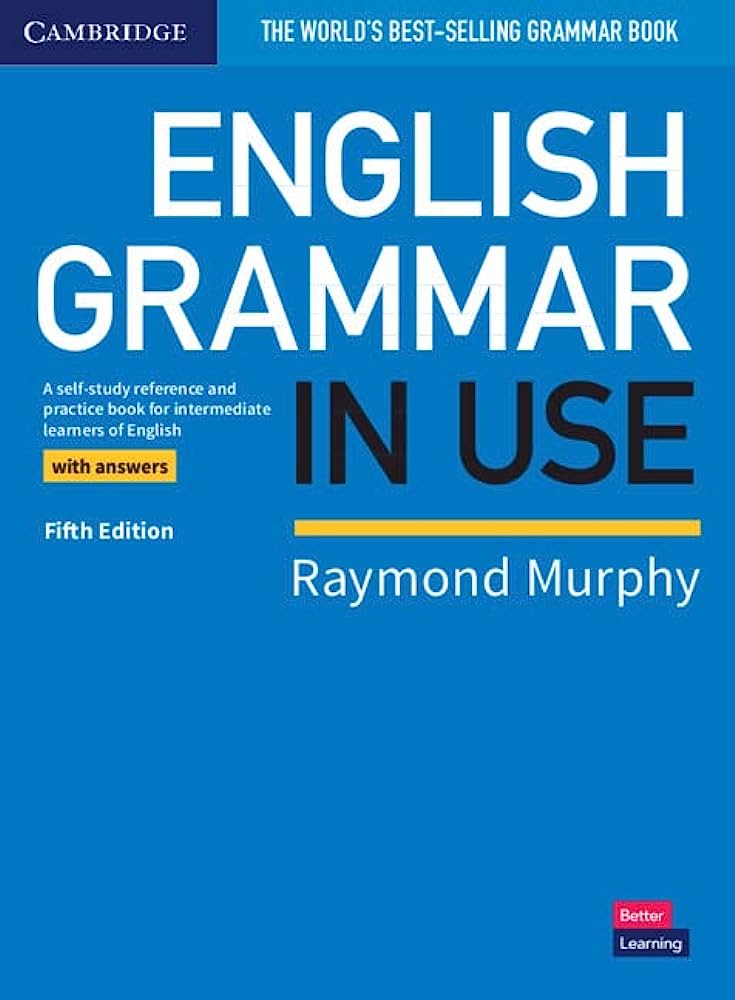 CAMBRIDGE
THE WORLD'S BEST-SELLING GRAMMAR BOOK
ENGLISH
GRAMMAR
IN USE
A self-study reference and
practice book for intermediate
learners of English
with answers
Fifth Edition
Raymond Murphy
Better
Learning